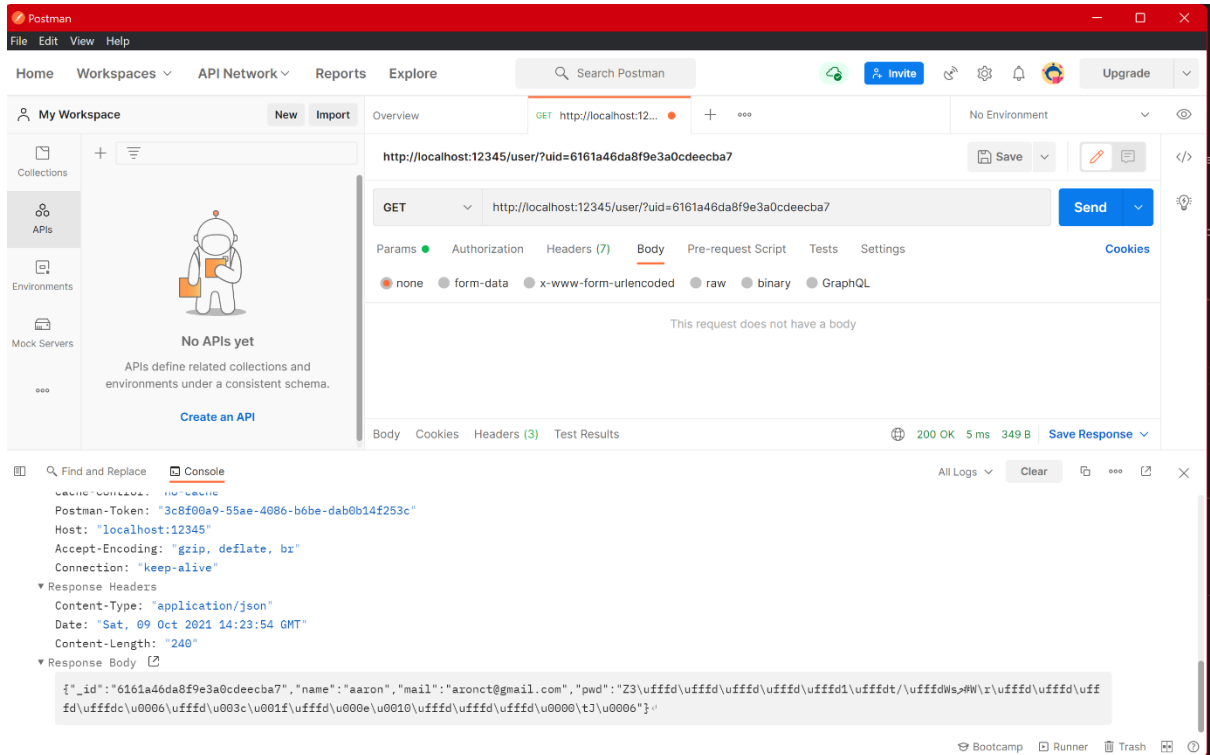 Postman
File Edit View Help
Home Workspaces API Network Reports Explore Search Postman Invite Upgrade
My Workspace New Import Overview GET http://localhost:12... No Environment
Collections
http://localhost:12345/user/?uid=6161a46da8f9e3a0cdeecba7 Save
APIs
GET http://localhost:12345/user/?uid=6161a46da8f9e3a0cdeecba7 Send
Params Authorization Headers (7) Body Pre-request Script Tests Settings Cookies
Environments
none form-data x-www-form-urlencoded raw binary GraphQL
This request does not have a body
Mock Servers
No APIs yet
APIs define related collections and
environments under a consistent schema.
Create an API
Body Cookies Headers (3) Test Results 200 OK 5 ms 349 B Save Response
Find and Replace Console All Logs Clear
Cache-Control: "no-cache"
Postman-Token: "3c8f00a9-55ae-4086-b6be-dab0b14f253c"
Host: "localhost:12345"
Accept-Encoding: "gzip, deflate, br"
Connection: "keep-alive"
Response Headers
Content-Type: "application/json"
Date: "Sat, 09 Oct 2021 14:23:54 GMT"
Content-Length: "240"
Response Body
{"_id":"6161a46da8f9e3a0cdeecba7","name":"aaron","mail":"aronct@gmail.com","pwd":"Z3\ufffd\ufffd\ufffd\ufffd\ufffd1\ufffdt/\ufffdWs#W\r\ufffd\ufffd\uff
fd\ufffdc\u0006\ufffd\u003c\u001f\ufffd\u000e\u0010\ufffd\ufffd\ufffd\u0000\tJ\u0006"}
Bootcamp Runner Trash